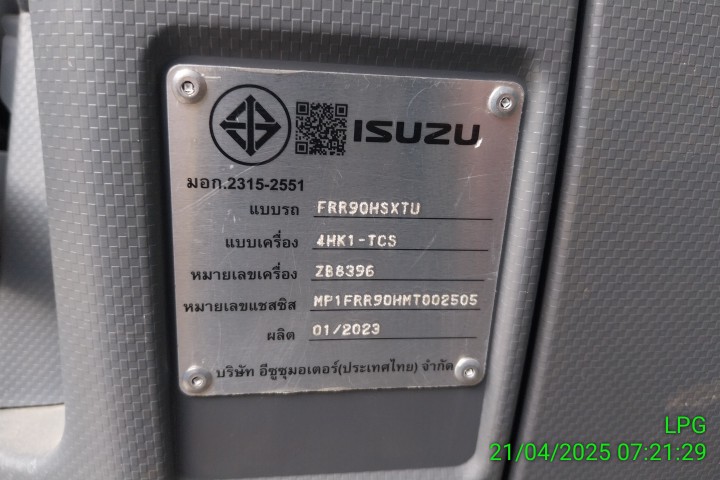 ISUZU
มอก.2315-2551
แบบรถ FRR90HSXTU
แบบเครื่อง 4HK1-TCS
หมายเลขเครื่อง ZB8396
หมายเลขแชสซิส MP1FRR90HMT002505
ผลิต 01/2023
บริษัท อีซูซุมอเตอร์(ประเทศไทย) จำกัด
LPG
21/04/2025 07:21:29